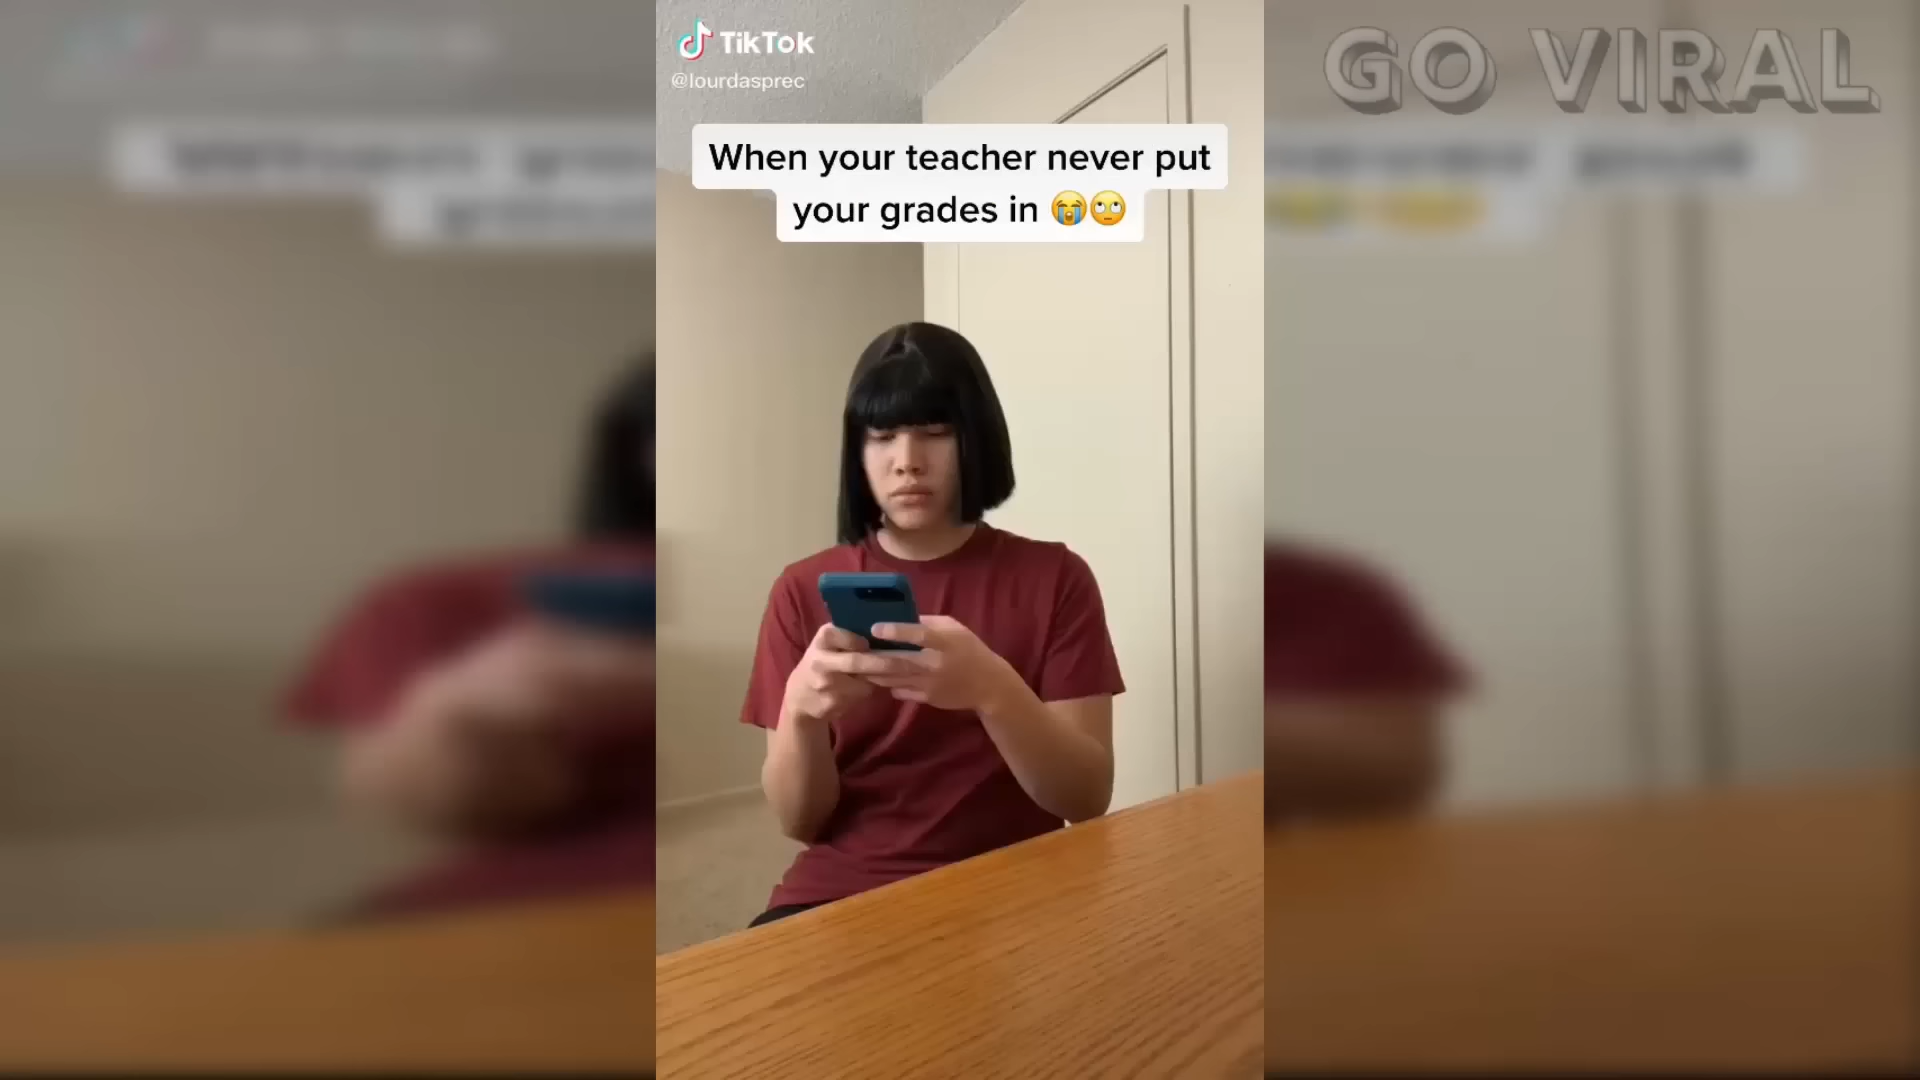 TikTok
@lourdasprec
GO VIRAL
When your teacher never put
your grades in 😭🙄